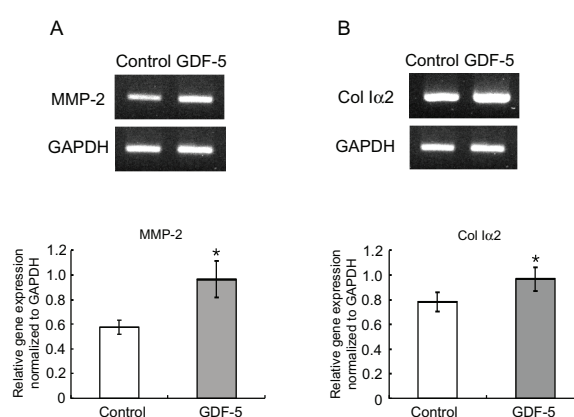 A
Control GDF-5
MMP-2
GAPDH
MMP-2
Relative gene expression
normalized to GAPDH
1.2
1.0
0.8
0.6
0.4
0.2
0
*
Control
GDF-5
B
Control GDF-5
Col Iα2
GAPDH
Col Iα2
Relative gene expression
normalized to GAPDH
1.2
1.0
0.8
0.6
0.4
0.2
0
*
Control
GDF-5